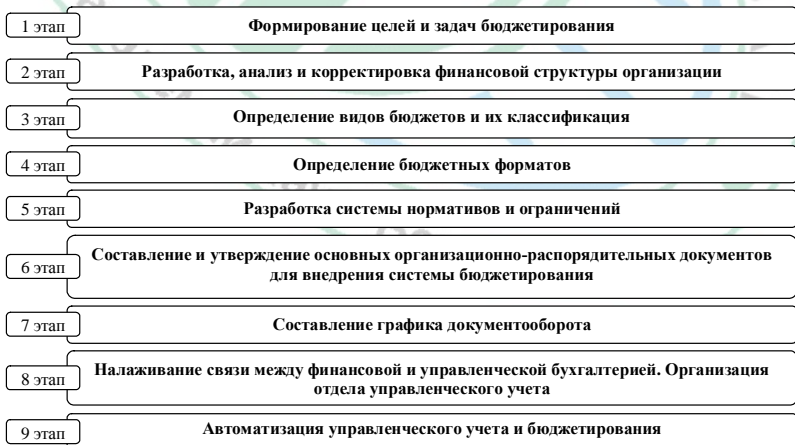 1 этап
Формирование целей и задач бюджетирования
2 этап
Разработка, анализ и корректировка финансовой структуры организации
3 этап
Определение видов бюджетов и их классификация
4 этап
Определение бюджетных форматов
5 этап
Разработка системы нормативов и ограничений
6 этап
Составление и утверждение основных организационно-распорядительных документов
для внедрения системы бюджетирования
7 этап
Составление графика документооборота
8 этап
Налаживание связи между финансовой и управленческой бухгалтерией. Организация
отдела управленческого учета
9 этап
Автоматизация управленческого учета и бюджетирования